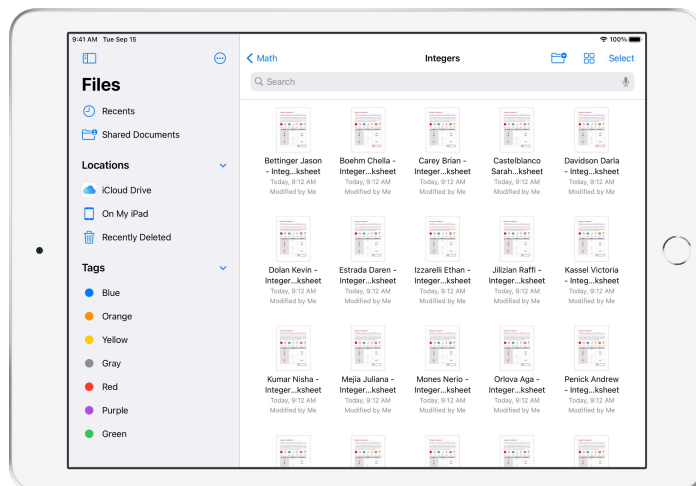 9:41 AM Tue Sep 15
100%
Files
Recents
Shared Documents
Locations
iCloud Drive
On My iPad
Recently Deleted
Tags
Blue
Orange
Yellow
Gray
Red
Purple
Green
Math
Integers
Select
Search
Bettinger Jason
- Integ...ksheet
Today, 9:12 AM
Modified by Me
Boehm Chella -
Integer...ksheet
Today, 9:12 AM
Modified by Me
Carey Brian -
Integer...ksheet
Today, 9:12 AM
Modified by Me
Castelblanco
Sarah...ksheet
Today, 9:12 AM
Modified by Me
Davidson Darla
- Integ...ksheet
Today, 9:12 AM
Modified by Me
Dolan Kevin -
Integer...ksheet
Today, 9:12 AM
Modified by Me
Estrada Daren -
Integer...ksheet
Today, 9:12 AM
Modified by Me
Izzarelli Ethan -
Integer...ksheet
Today, 9:12 AM
Modified by Me
Jilizian Raffi -
Integer...ksheet
Today, 9:12 AM
Modified by Me
Kassel Victoria
- Integ...ksheet
Today, 9:12 AM
Modified by Me
Kumar Nisha -
Integer...ksheet
Today, 9:12 AM
Modified by Me
Mejia Juliana -
Integer...ksheet
Today, 9:12 AM
Modified by Me
Mones Nerio -
Integer...ksheet
Today, 9:12 AM
Modified by Me
Orlova Aga -
Integer...ksheet
Today, 9:12 AM
Modified by Me
Penick Andrew
- Integ...ksheet
Today, 9:12 AM
Modified by Me